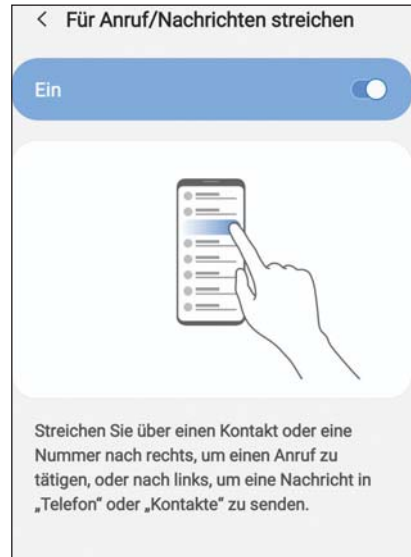 < Für Anruf/Nachrichten streichen
Ein
Streichen Sie über einen Kontakt oder eine
Nummer nach rechts, um einen Anruf zu
tätigen, oder nach links, um eine Nachricht in
„Telefon“ oder „Kontakte“ zu senden.